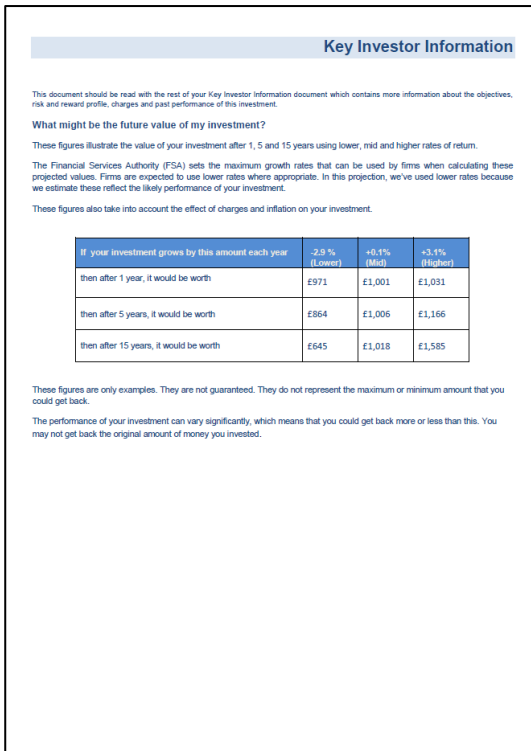 Key Investor Information
This document should be read with the rest of your Key Investor Information document which contains more information about the objectives,
risk and reward profile, charges and past performance of this investment.
What might be the future value of my investment?
These figures illustrate the value of your investment after 1, 5 and 15 years using lower, mid and higher rates of return.
The Financial Services Authority (FSA) sets the maximum growth rates that can be used by firms when calculating these
projected values. Firms are expected to use lower rates where appropriate. In this projection, we've used lower rates because
we estimate these reflect the likely performance of your investment.
These figures also take into account the effect of charges and inflation on your investment.
If your investment grows by this amount each year -2.9 % (Lower) +0.1% (Mid) +3.1% (Higher)
then after 1 year, it would be worth £971 £1,001 £1,031
then after 5 years, it would be worth £864 £1,006 £1,166
then after 15 years, it would be worth £645 £1,018 £1,585
These figures are only examples. They are not guaranteed. They do not represent the maximum or minimum amount that you
could get back.
The performance of your investment can vary significantly, which means that you could get back more or less than this. You
may not get back the original amount of money you invested.